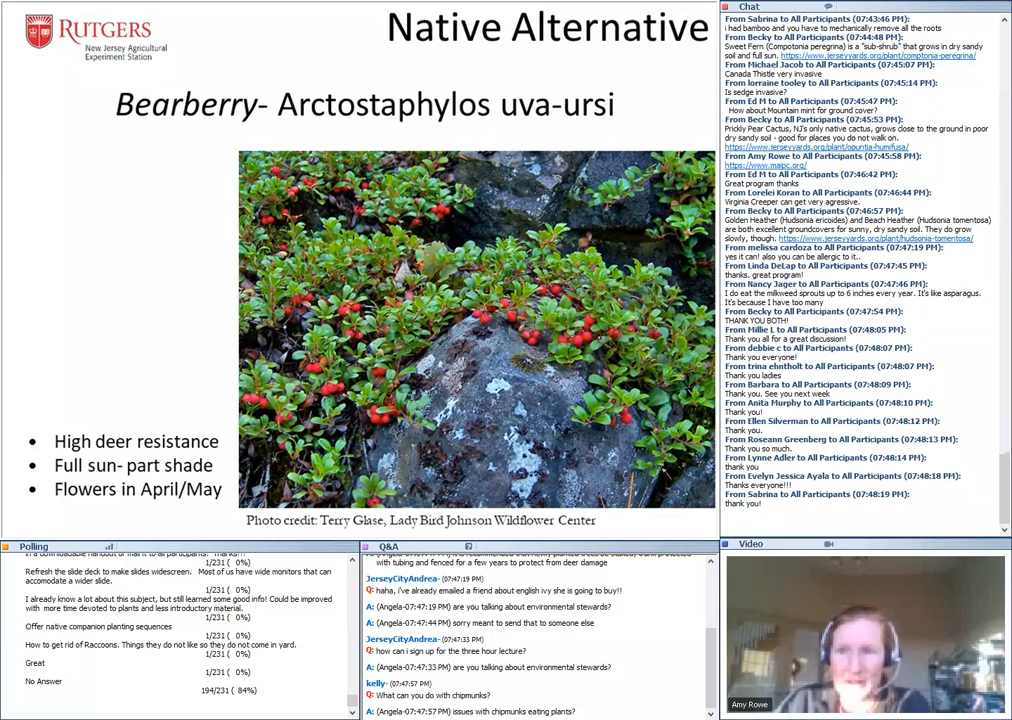 RUTGERS
New Jersey Agricultural
Experiment Station
Native Alternative
Bearberry- Arctostaphylos uva-ursi
High deer resistance
Full sun- part shade
Flowers in April/May
Photo credit: Terry Glase, Lady Bird Johnson Wildflower Center
Chat
From Sabrina to All Participants (07:43:46 PM):
i had bamboo and you have to mechanically remove all the roots
From Becky to All Participants (07:44:48 PM):
Sweet Fern (Compotonia peregrina) is a "sub-shrub" that grows in dry sandy
soil and full sun. https://www.jerseyyards.org/plant/comptonia-peregrina/
From Michael Jacob to All Participants (07:45:07 PM):
Canada Thistle very invasive
From lorraine tooley to All Participants (07:45:14 PM):
Is sedge invasive?
From Ed M to All Participants (07:45:47 PM):
How about Mountain mint for ground cover?
From Becky to All Participants (07:45:53 PM):
Prickly Pear Cactus, NJ's only native cactus, grows close to the ground in poor
dry sandy soil - good for places you do not walk on.
https://www.jerseyyards.org/plant/opuntia-humifusa/
From Amy Rowe to All Participants (07:45:58 PM):
https://www.maipc.org/
From Ed M to All Participants (07:46:42 PM):
Great program thanks
From Lorelei Koran to All Participants (07:46:44 PM):
Virginia Creeper can get very agressive.
From Becky to All Participants (07:46:57 PM):
Golden Heather (Hudsonia ericoides) and Beach Heather (Hudsonia tomentosa)
are both excellent groundcovers for sunny, dry sandy soil. They do grow
slowly, though. https://www.jerseyyards.org/plant/hudsonia-tomentosa/
From melissa cardoza to All Participants (07:47:19 PM):
yes it can! also you can be allergic to it..
From Linda DeLap to All Participants (07:47:45 PM):
thanks. great program!
From Nancy Jager to All Participants (07:47:46 PM):
I do eat the milkweed sprouts up to 6 inches every year. It's like asparagus.
It's because I have too many
From Becky to All Participants (07:47:54 PM):
THANK YOU BOTH!
From Millie L to All Participants (07:48:05 PM):
Thank you all for a great discussion!
From debbie c to All Participants (07:48:07 PM):
Thank you everyone!
From trina ehntholt to All Participants (07:48:07 PM):
Thank you ladies
From Barbara to All Participants (07:48:09 PM):
Thank you. See you next week
From Anita Murphy to All Participants (07:48:10 PM):
Thank you!
From Ellen Silverman to All Participants (07:48:12 PM):
Thank you.
From Roseann Greenberg to All Participants (07:48:13 PM):
Thank you so much.
From Lynne Adler to All Participants (07:48:14 PM):
thank you
From Evelyn Jessica Ayala to All Participants (07:48:18 PM):
Thanks everyone!!!
From Sabrina to All Participants (07:48:19 PM):
thank you!
Polling
in a downloadable handout or mail it to all participants. Thanks!!!
1/231 ( 0%)
Refresh the slide deck to make slides widescreen. Most of us have wide monitors that can
accomodate a wider slide.
1/231 ( 0%)
I already know a lot about this subject, but still learned some good info! Could be improved
with more time devoted to plants and less introductory material.
1/231 ( 0%)
Offer native companion planting sequences
1/231 ( 0%)
How to get rid of Raccoons. Things they do not like so they do not come in yard.
1/231 ( 0%)
Great
1/231 ( 0%)
No Answer
194/231 ( 84%)
Q&A
with tubing and fenced for a few years to protect from deer damage
JerseyCityAndrea- (07:47:19 PM)
Q: haha, i've already emailed a friend about english ivy she is going to buy!!
A: (Angela-07:47:19 PM) are you talking about environmental stewards?
A: (Angela-07:47:44 PM) sorry meant to send that to someone else
JerseyCityAndrea- (07:47:33 PM)
Q: how can i sign up for the three hour lecture?
A: (Angela-07:47:33 PM) are you talking about environmental stewards?
kelly- (07:47:57 PM)
Q: What can you do with chipmunks?
A: (Angela-07:47:57 PM) issues with chipmunks eating plants?
Video
Amy Rowe